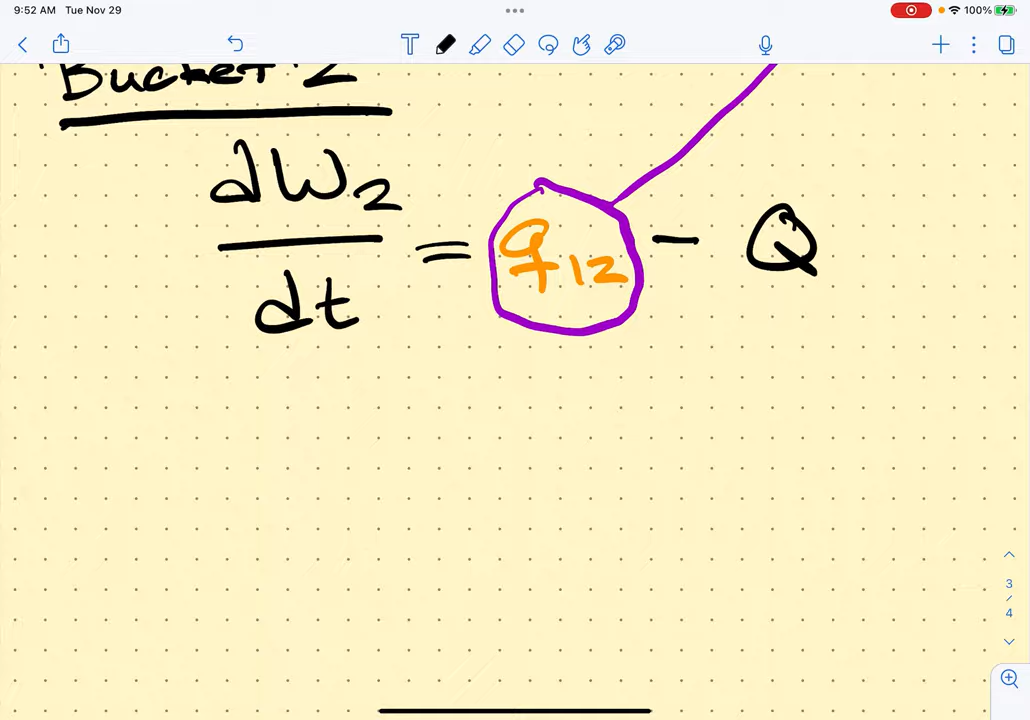 9:52 AM Tue Nov 29
100%
T
"Bucket" 2
dW₂
= q₁₂ - Q
dt
3
/
4